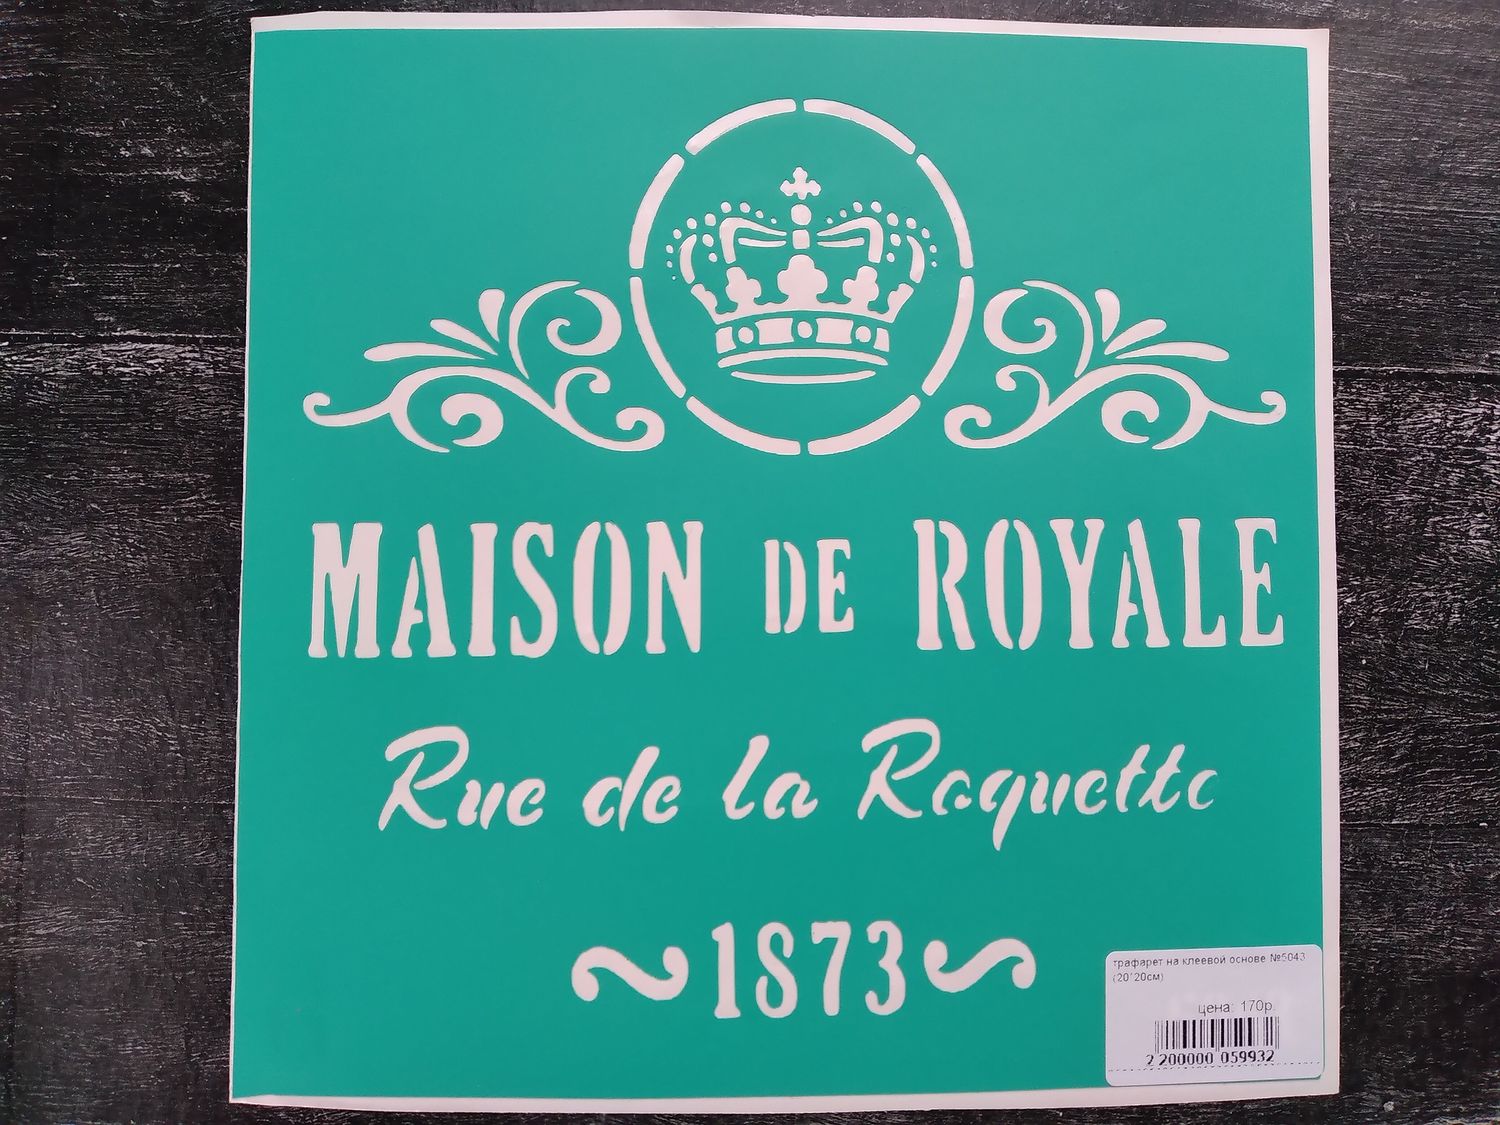 MAISON DE ROYALE
Rue de la Roquette
1873
трафарет на клеевой основе №5043
(20*20см)
цена: 170р.
2 200000 059932